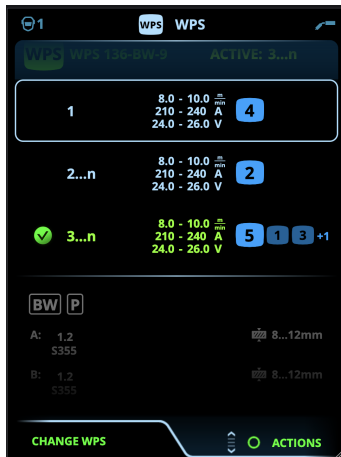 1 WPS WPS
WPS WPS 136-BW-9 ACTIVE: 3...n
8.0 - 10.0 m/min
1 210 - 240 A 4
24.0 - 26.0 V
8.0 - 10.0 m/min
2...n 210 - 240 A 2
24.0 - 26.0 V
8.0 - 10.0 m/min
3...n 210 - 240 A 5 1 3 +1
24.0 - 26.0 V
BW P
A: 1.2 8...12mm
S355
B: 1.2 8...12mm
S355
CHANGE WPS ACTIONS